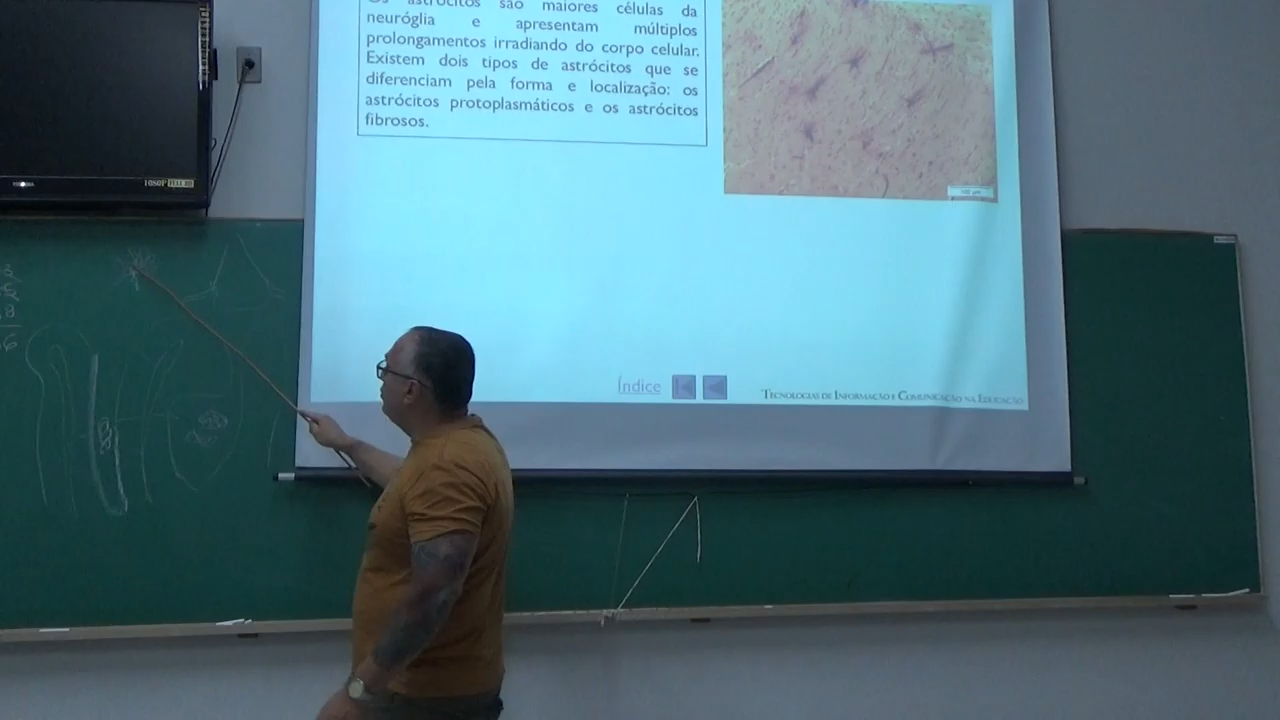 Os astrócitos são maiores células da
neuróglia e apresentam múltiplos
prolongamentos irradiando do corpo celular.
Existem dois tipos de astrócitos que se
diferenciam pela forma e localização: os
astrócitos protoplasmáticos e os astrócitos
fibrosos.
1080P FULL HD
Índice
TECNOLOGIAS DE INFORMAÇÃO E COMUNICAÇÃO NA EDUCAÇÃO